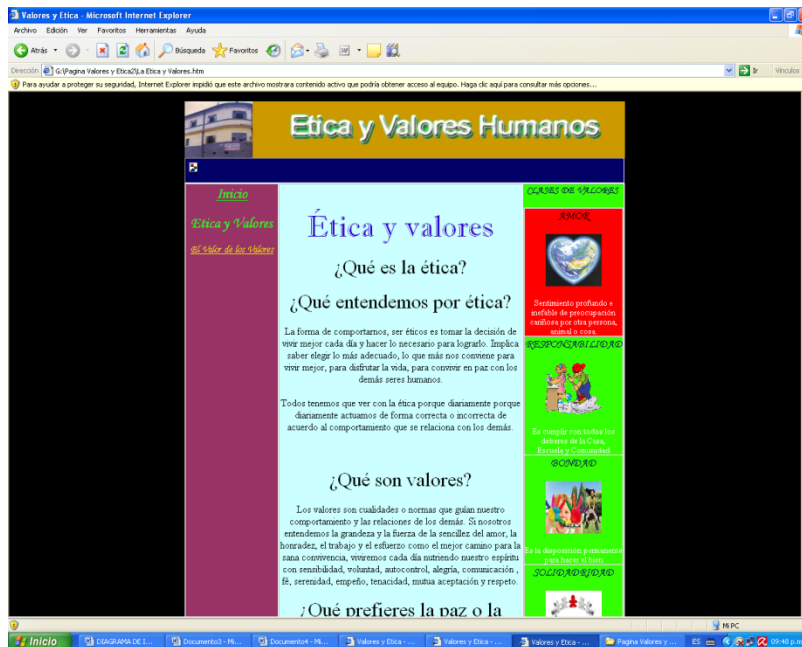 Valores y Etica - Microsoft Internet Explorer
Archivo Edición Ver Favoritos Herramientas Ayuda
Atrás Búsqueda Favoritos
Dirección G:\Pagina Valores y Etica2\La Etica y Valores.htm Ir Vínculos
Para ayudar a proteger su seguridad, Internet Explorer impidió que este archivo mostrara contenido activo que podría obtener acceso al equipo. Haga clic aquí para consultar más opciones...
Etica y Valores Humanos
Inicio
Etica y Valores
El Valor de los Valores
Ética y valores
¿Qué es la ética?
¿Qué entendemos por ética?
La forma de comportarnos, ser éticos es tomar la decisión de
vivir mejor cada día y hacer lo necesario para lograrlo. Implica
saber elegir lo más adecuado, lo que más nos conviene para
vivir mejor, para disfrutar la vida, para convivir en paz con los
demás seres humanos.
Todos tenemos que ver con la ética porque diariamente porque
diariamente actuamos de forma correcta o incorrecta de
acuerdo al comportamiento que se relaciona con los demás.
¿Qué son valores?
Los valores son cualidades o normas que guían nuestro
comportamiento y las relaciones de los demás. Si nosotros
entendemos la grandeza y la fuerza de la sencillez del amor, la
honradez, el trabajo y el esfuerzo como el mejor camino para la
sana convivencia, viviremos cada día nutriendo nuestro espíritu
con sensibilidad, voluntad, autocontrol, alegría, comunicación ,
fé, serenidad, empeño, tenacidad, mutua aceptación y respeto.
¿Qué prefieres la paz o la
CLASES DE VALORES
AMOR
Sentimiento profundo e
inefable de preocupación
cariñosa por otra persona,
animal o cosa.
RESPONSABILIDAD
Es cumplir con todos los
deberes de la Casa,
Escuela y Comunidad
BONDAD
Es la disposición permanente
para hacer el bien
SOLIDADRIDAD
Mi PC
Inicio DIAGRAMA DE I... Documento3 - Mi... Documento4 - Mi... Valores y Etica - ... Valores y Etica - ... Valores y Etica - ... Pagina Valores y ... ES 09:48 p.m.